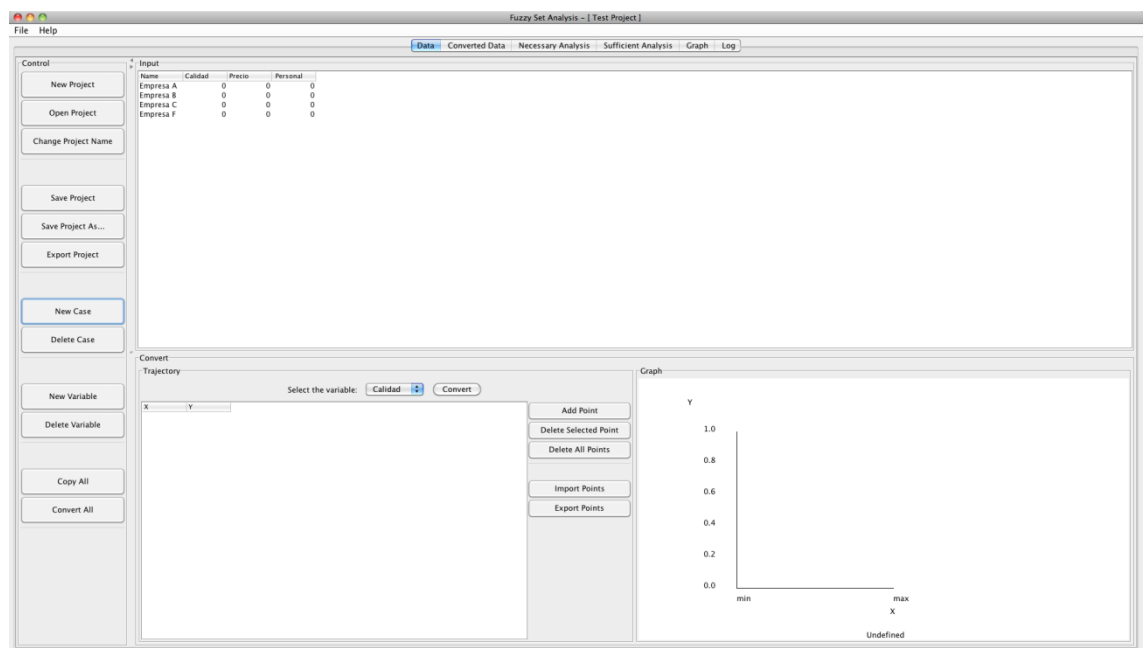 Fuzzy Set Analysis - [ Test Project ]
File Help
Data Converted Data Necessary Analysis Sufficient Analysis Graph Log
Control
New Project
Open Project
Change Project Name
Save Project
Save Project As...
Export Project
New Case
Delete Case
New Variable
Delete Variable
Copy All
Convert All
Input
Name Calidad Precio Personal
Empresa A 0 0 0
Empresa B 0 0 0
Empresa C 0 0 0
Empresa F 0 0 0
Convert
Trajectory
Select the variable: Calidad Convert
X Y
Add Point
Delete Selected Point
Delete All Points
Import Points
Export Points
Graph
Y
1.0
0.8
0.6
0.4
0.2
0.0
min max
X
Undefined